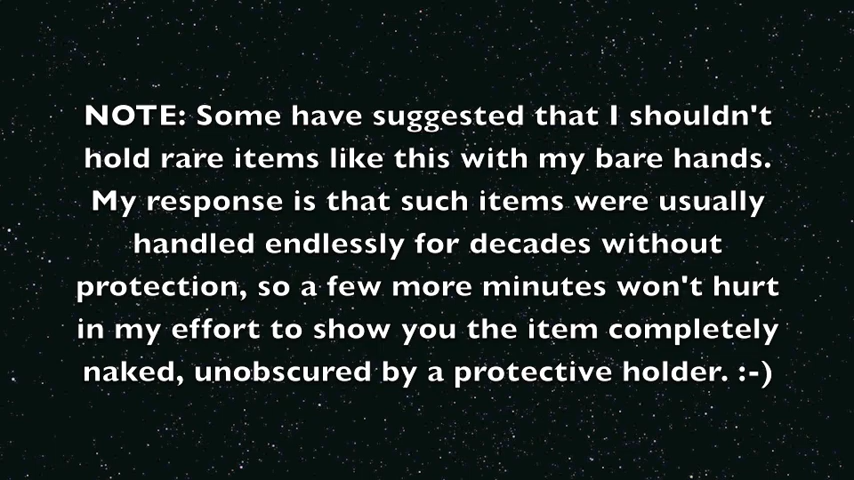 NOTE: Some have suggested that I shouldn't
hold rare items like this with my bare hands.
My response is that such items were usually
handled endlessly for decades without
protection, so a few more minutes won't hurt
in my effort to show you the item completely
naked, unobscured by a protective holder. :-)